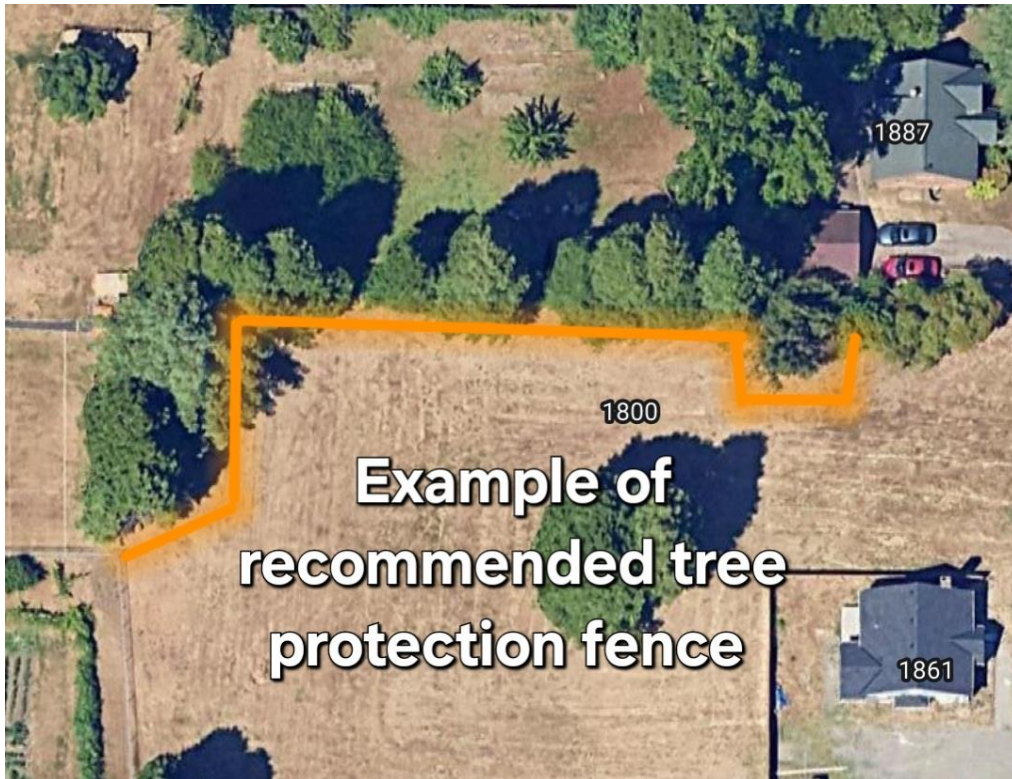 1887
1800
Example of
recommended tree
protection fence
1861